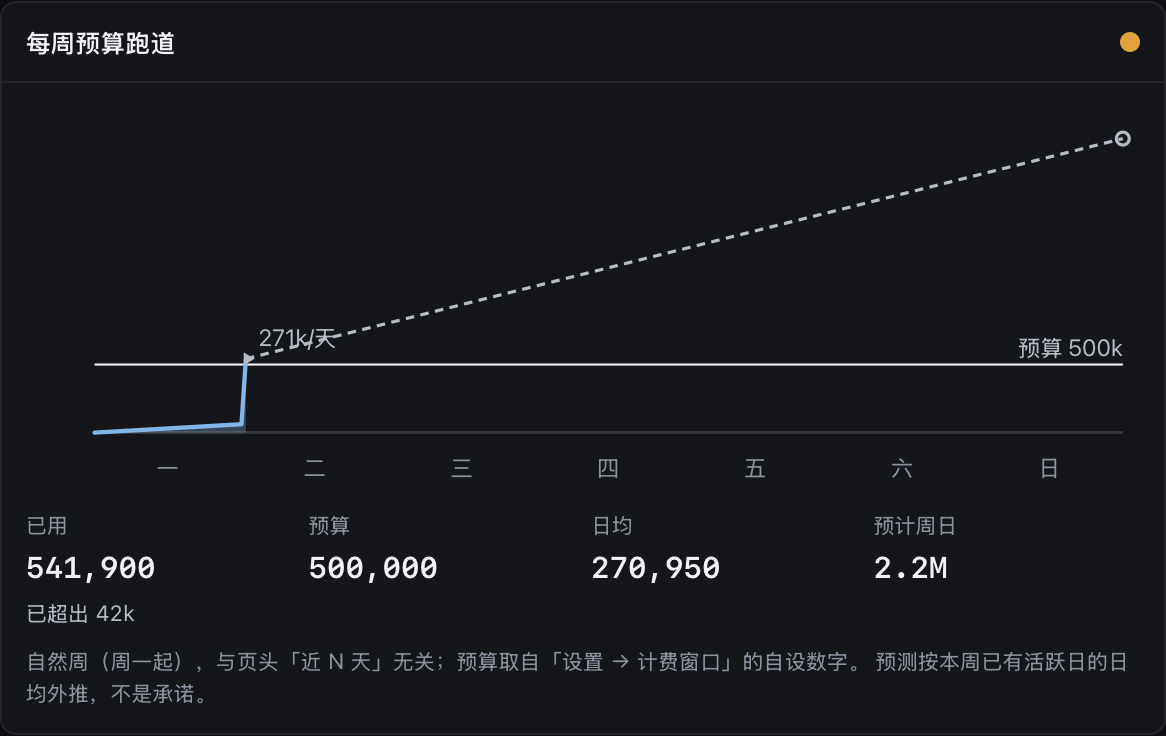 每周预算跑道
271k/天
预算 500k
一 二 三 四 五 六 日
已用 预算 日均 预计周日
541,900 500,000 270,950 2.2M
已超出 42k
自然周（周一起），与页头「近 N 天」无关；预算取自「设置 → 计费窗口」的自设数字。 预测按本周已有活跃日的日
均外推，不是承诺。